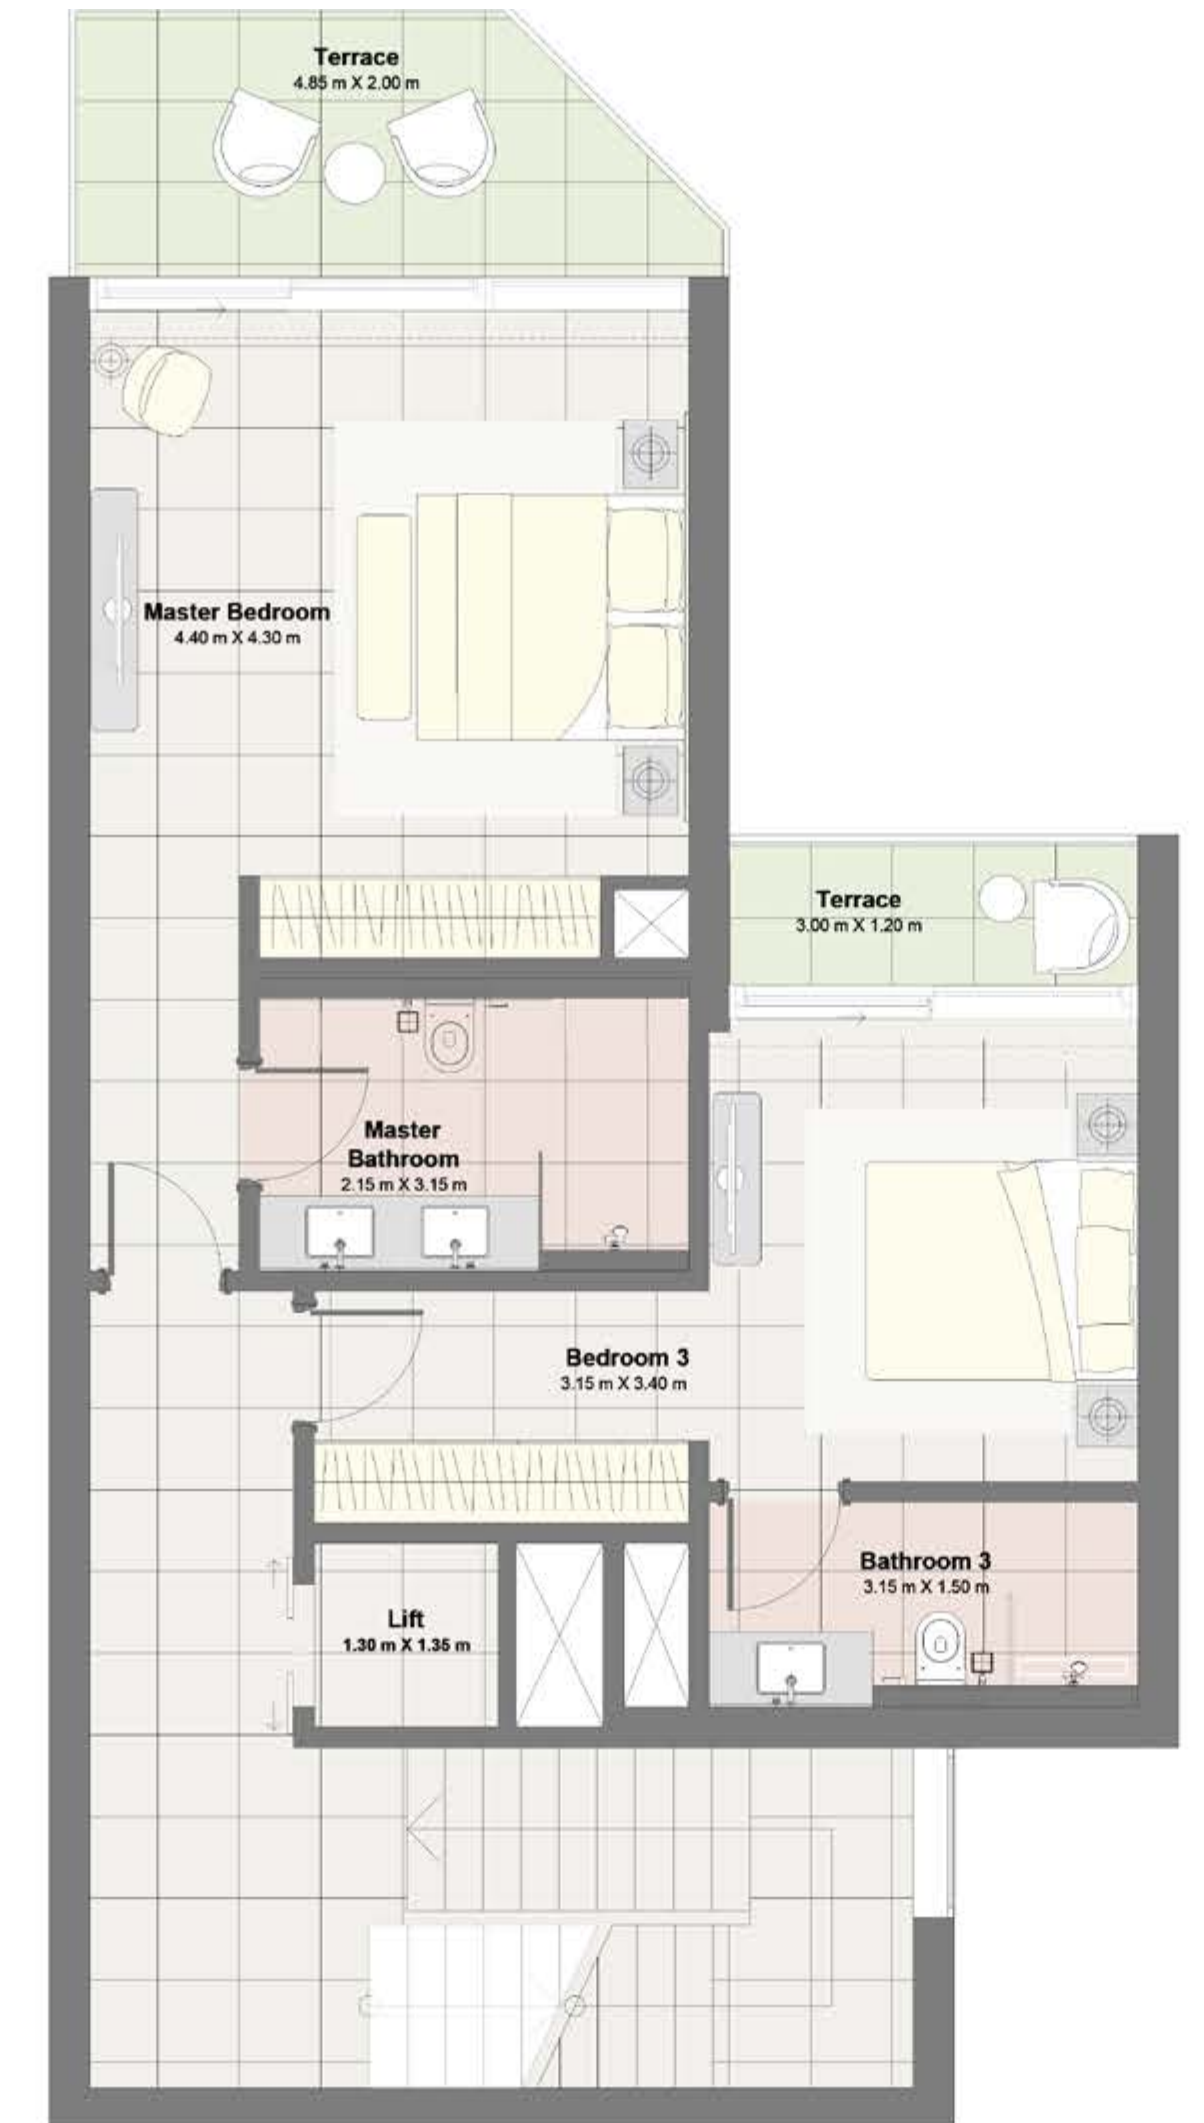 Terrace
4.85 m X 2.00 m
Master Bedroom
4.40 m X 4.30 m
Terrace
3.00 m X 1.20 m
Master
Bathroom
2.15 m X 3.15 m
Bedroom 3
3.15 m X 3.40 m
Bathroom 3
3.15 m X 1.50 m
Lift
1.30 m X 1.35 m